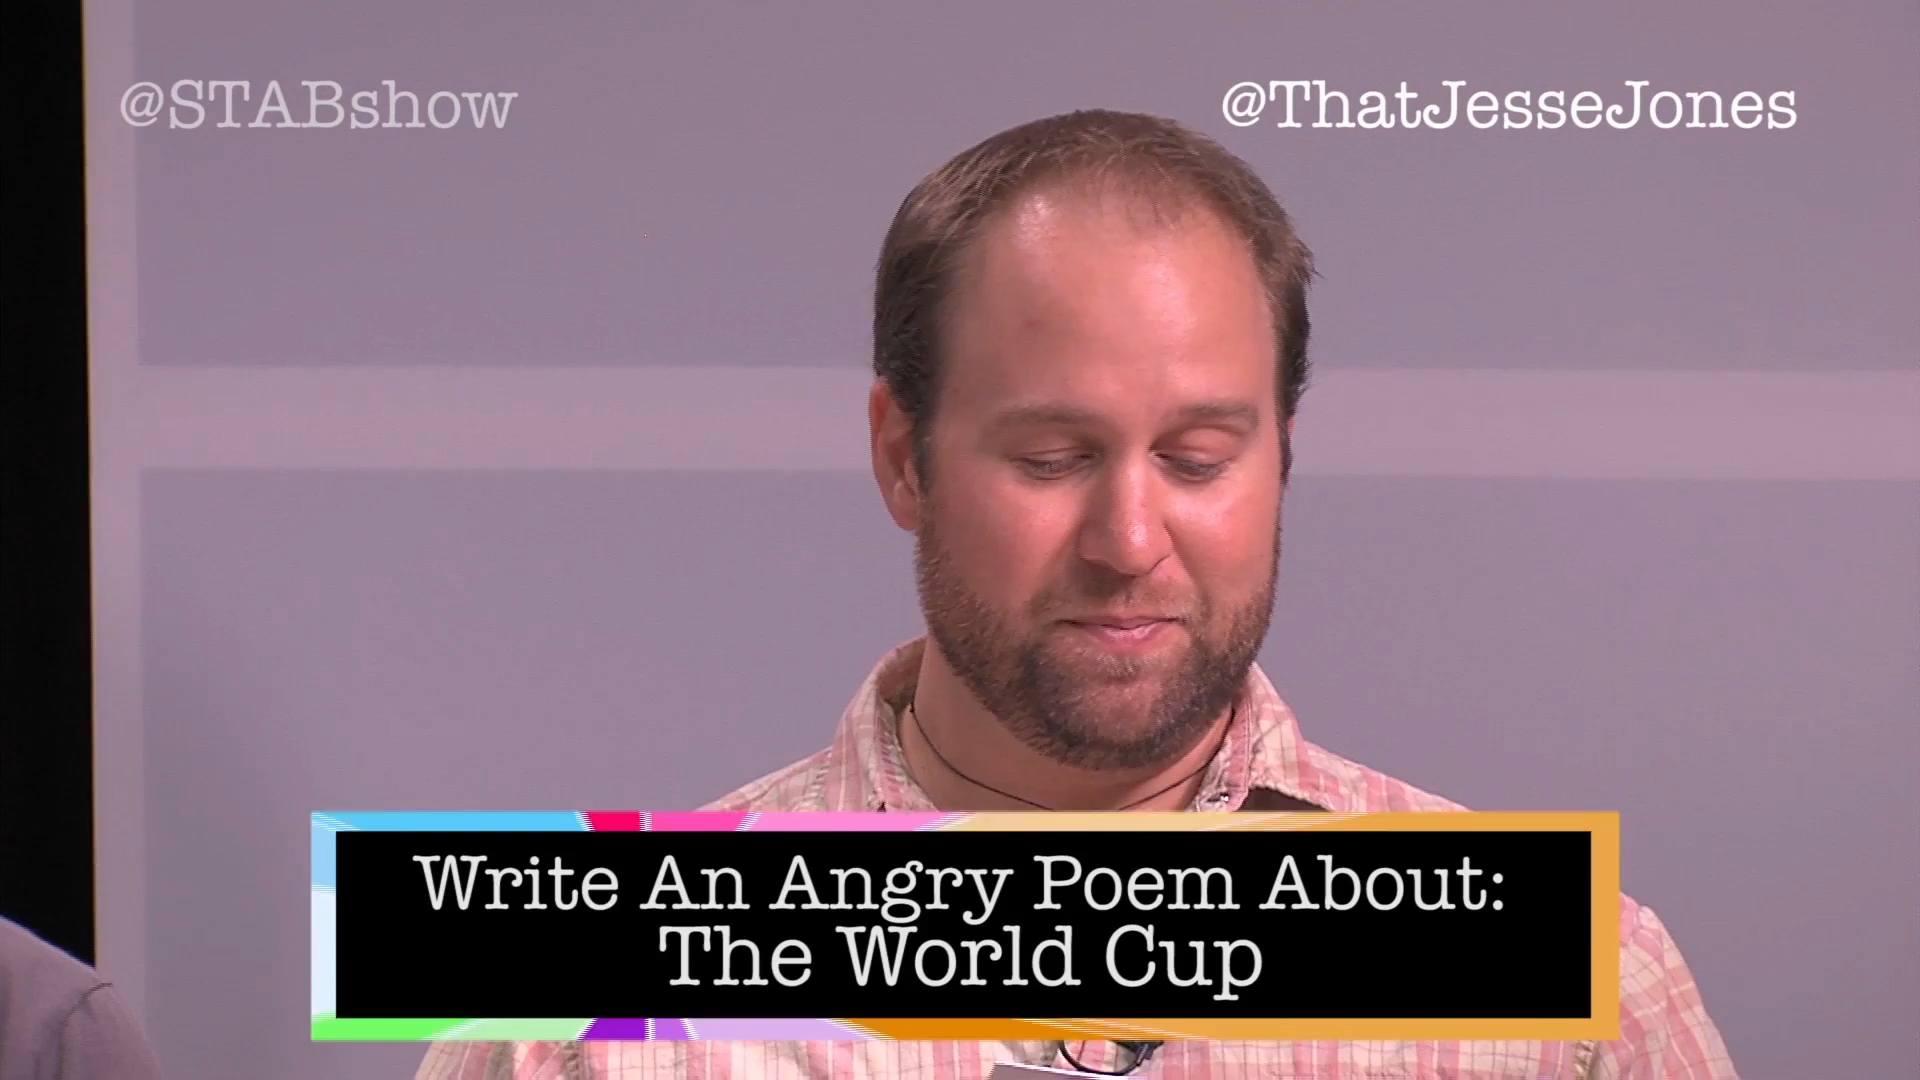 @STABshow
@ThatJesseJones
Write An Angry Poem About:
The World Cup